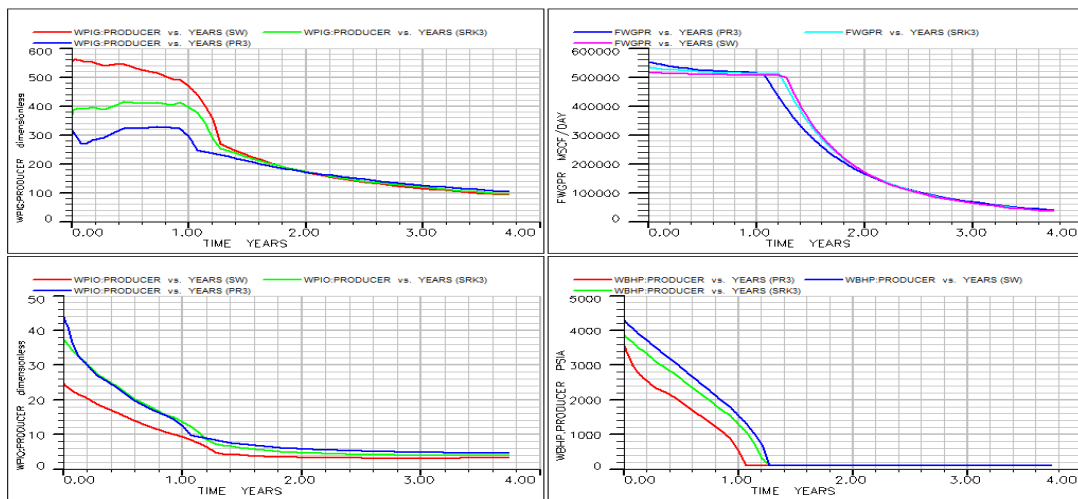 WPIG:PRODUCER vs. YEARS (SW) WPIG:PRODUCER vs. YEARS (SRK3)
WPIG:PRODUCER vs. YEARS (PR3)
600
500
400
300
200
100
0
WPIG:PRODUCER dimensionless
0.00 1.00 2.00 3.00 4.00
TIME YEARS
FWGPR vs. YEARS (PR3) FWGPR vs. YEARS (SRK3)
FWGPR vs. YEARS (SW)
600000
500000
400000
300000
200000
100000
0
FWGPR MSCF/DAY
0.00 1.00 2.00 3.00 4.00
TIME YEARS
WPIO:PRODUCER vs. YEARS (SW) WPIO:PRODUCER vs. YEARS (SRK3)
WPIO:PRODUCER vs. YEARS (PR3)
50
40
30
20
10
0
WPIO:PRODUCER dimensionless
0.00 1.00 2.00 3.00 4.00
TIME YEARS
WBHP:PRODUCER vs. YEARS (PR3) WBHP:PRODUCER vs. YEARS (SW)
WBHP:PRODUCER vs. YEARS (SRK3)
5000
4000
3000
2000
1000
0
WBHP:PRODUCER PSIA
0.00 1.00 2.00 3.00 4.00
TIME YEARS